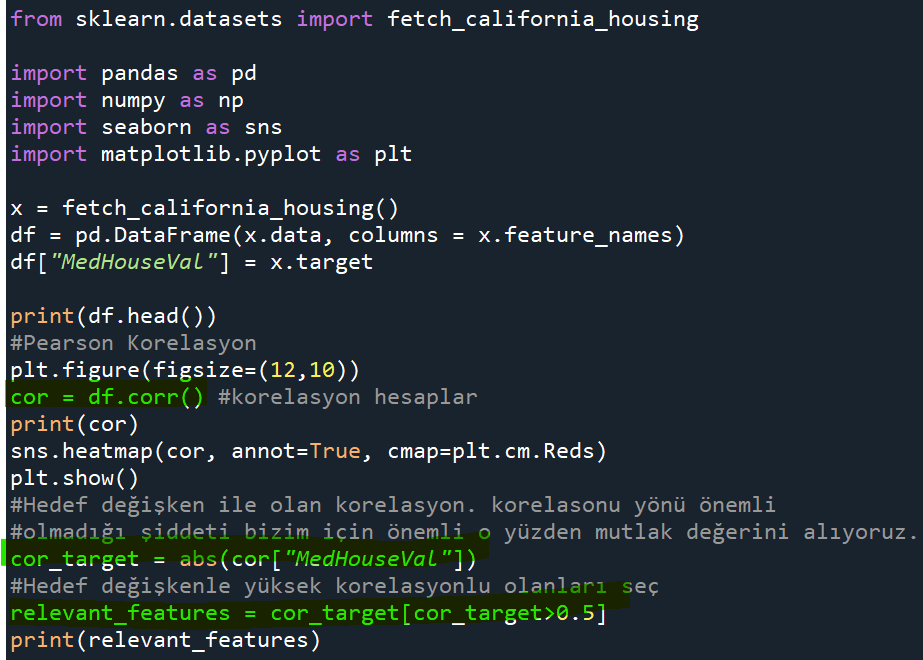 from sklearn.datasets import fetch_california_housing
import pandas as pd
import numpy as np
import seaborn as sns
import matplotlib.pyplot as plt
x = fetch_california_housing()
df = pd.DataFrame(x.data, columns = x.feature_names)
df["MedHouseVal"] = x.target
print(df.head())
#Pearson Korelasyon
plt.figure(figsize=(12,10))
cor = df.corr() #korelasyon hesaplar
print(cor)
sns.heatmap(cor, annot=True, cmap=plt.cm.Reds)
plt.show()
#Hedef değişken ile olan korelasyon. korelasonu yönü önemli
#olmadığı şiddeti bizim için önemli o yüzden mutlak değerini alıyoruz.
cor_target = abs(cor["MedHouseVal"])
#Hedef değişkenle yüksek korelasyonlu olanları seç
relevant_features = cor_target[cor_target>0.5]
print(relevant_features)